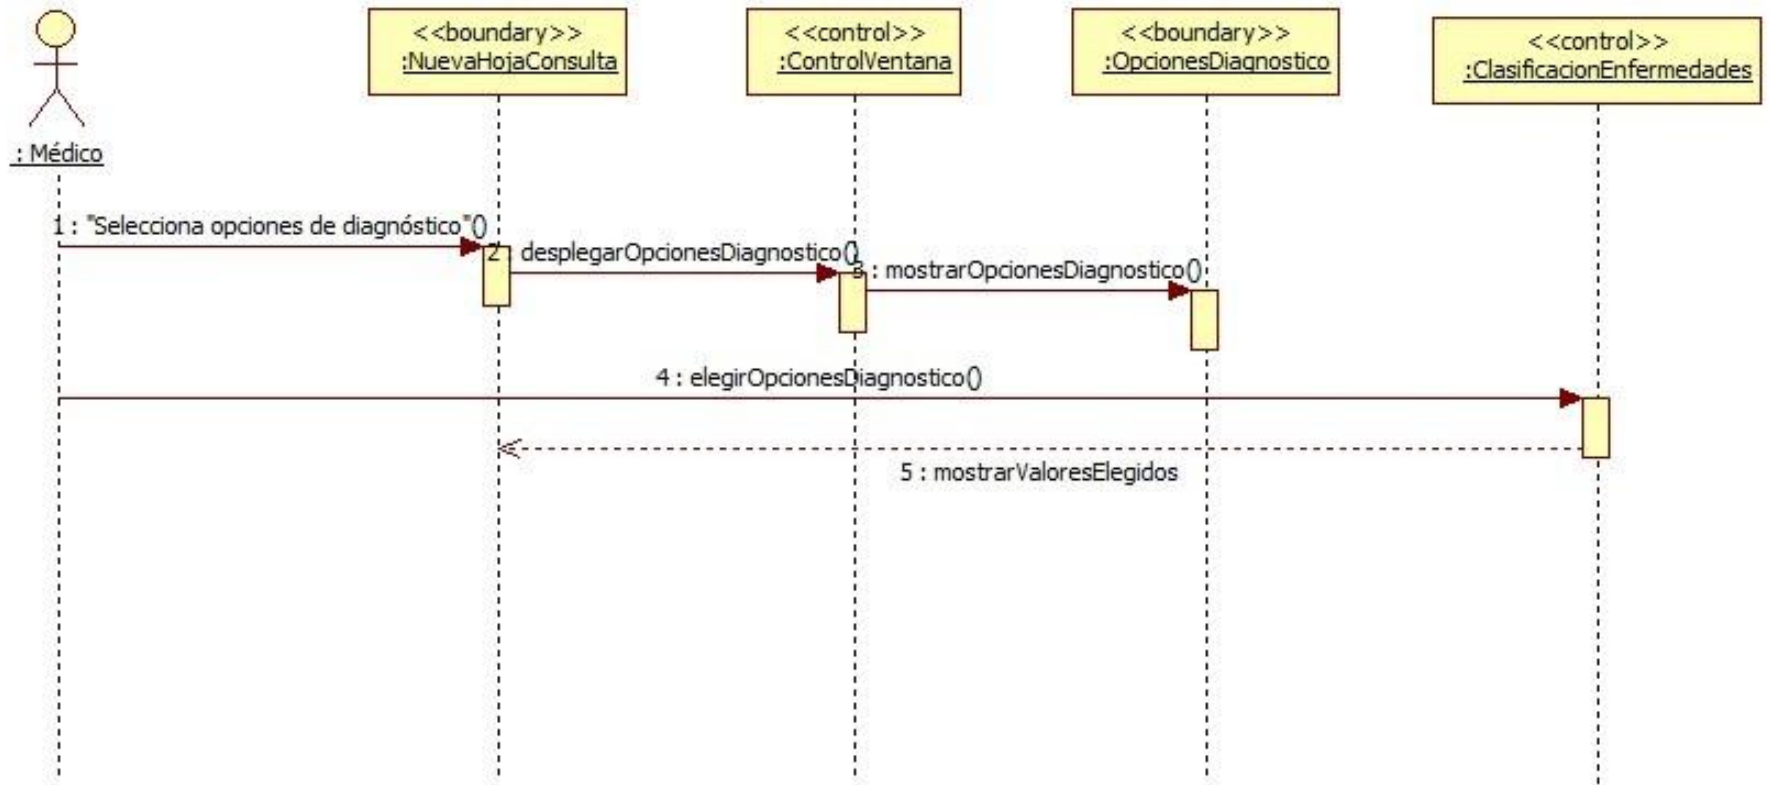 <<boundary>>
:NuevaHojaConsulta
<<control>>
:ControlVentana
<<boundary>>
:OpcionesDiagnostico
<<control>>
:ClasificacionEnfermedades
: Médico
1 : "Selecciona opciones de diagnóstico"()
2 : desplegarOpcionesDiagnostico()
3 : mostrarOpcionesDiagnostico()
4 : elegirOpcionesDiagnostico()
5 : mostrarValoresElegidos